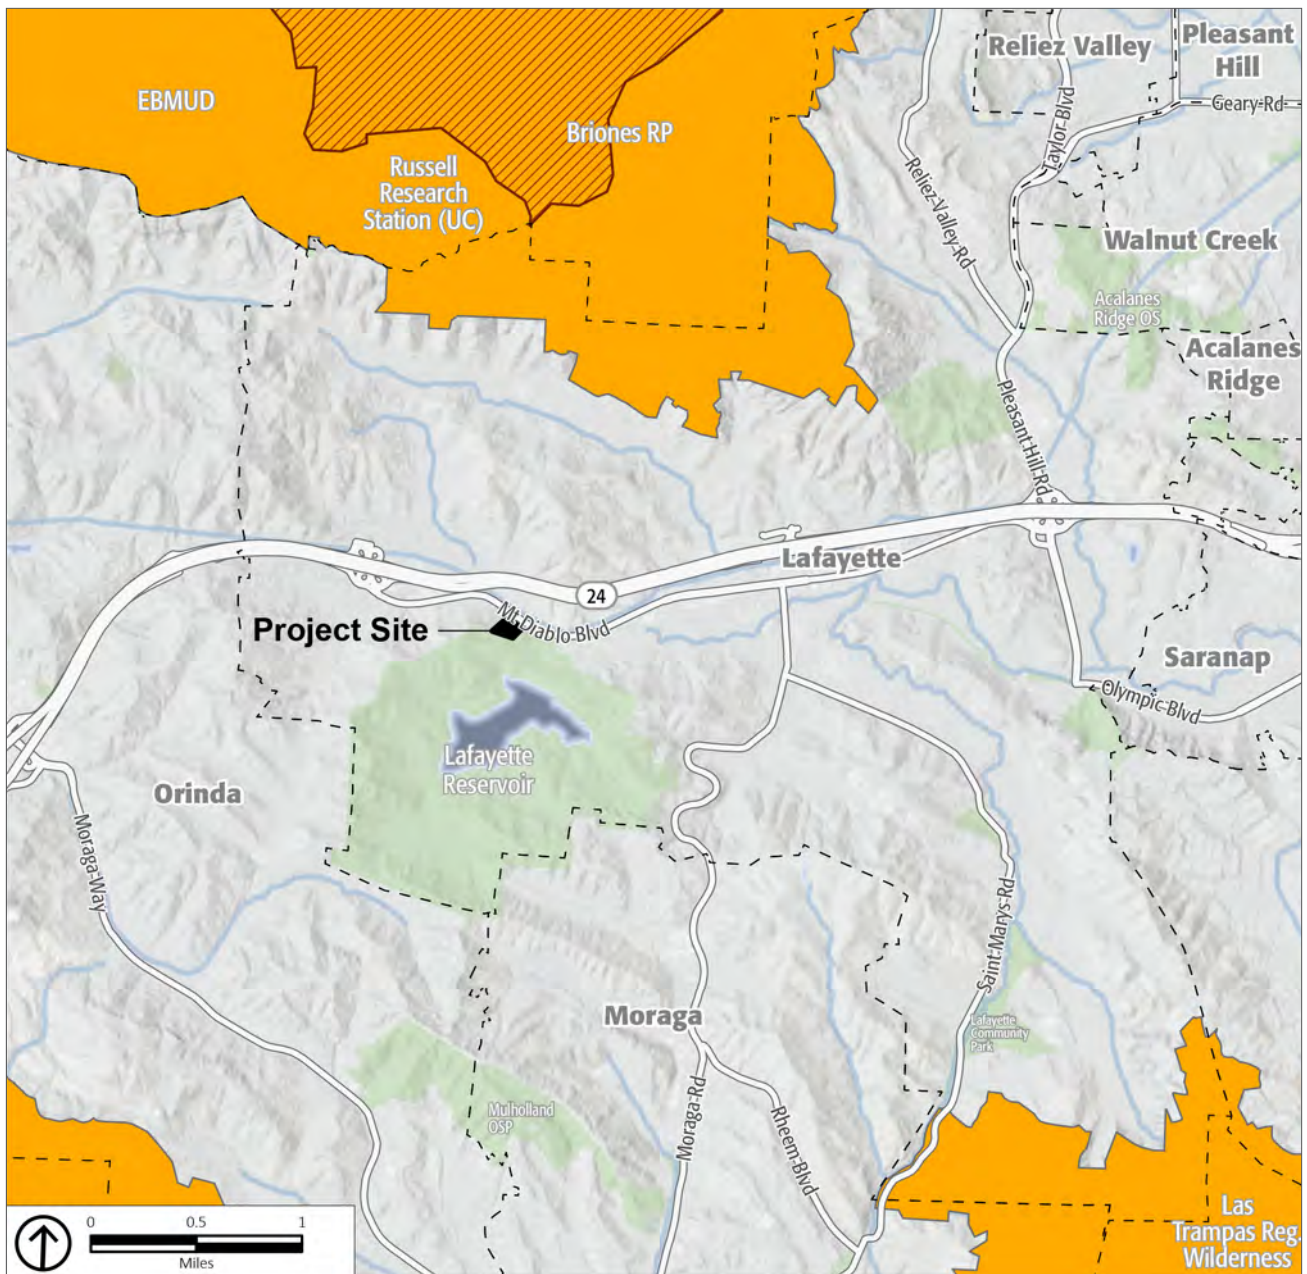 Reliez Valley
Pleasant
Hill
EBMUD
Geary Rd
Briones RP
Taylor Blvd
Russell
Research
Station (UC)
Reliez Valley Rd
Walnut Creek
Acalanes
Ridge OS
Acalanes
Ridge
Pleasant Hill Rd
Lafayette
24
Mt Diablo Blvd
Project Site
Saranap
Olympic Blvd
Lafayette
Reservoir
Orinda
Moraga Way
Saint Marys Rd
Moraga
Lafayette
Community
Park
Mulholland
OSP
Moraga Rd
Rheem Blvd
Las
Trampas Reg.
Wilderness
0 0.5 1
Miles